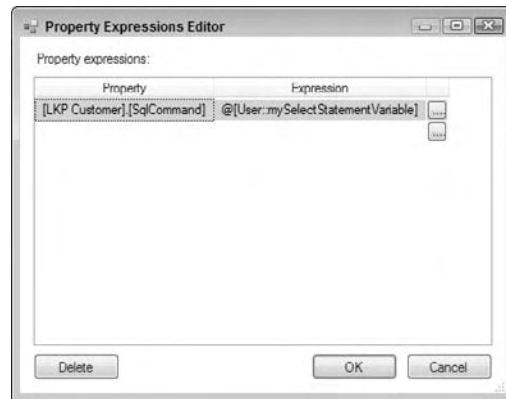 Property Expressions Editor
Property expressions:
Property Expression
[LKP Customer].[SqlCommand] @[User::mySelectStatementVariable] ...
...
Delete OK Cancel